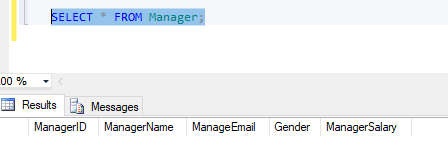 SELECT * FROM Manager;
00 %
Results Messages
ManagerID ManagerName ManageEmail Gender ManagerSalary